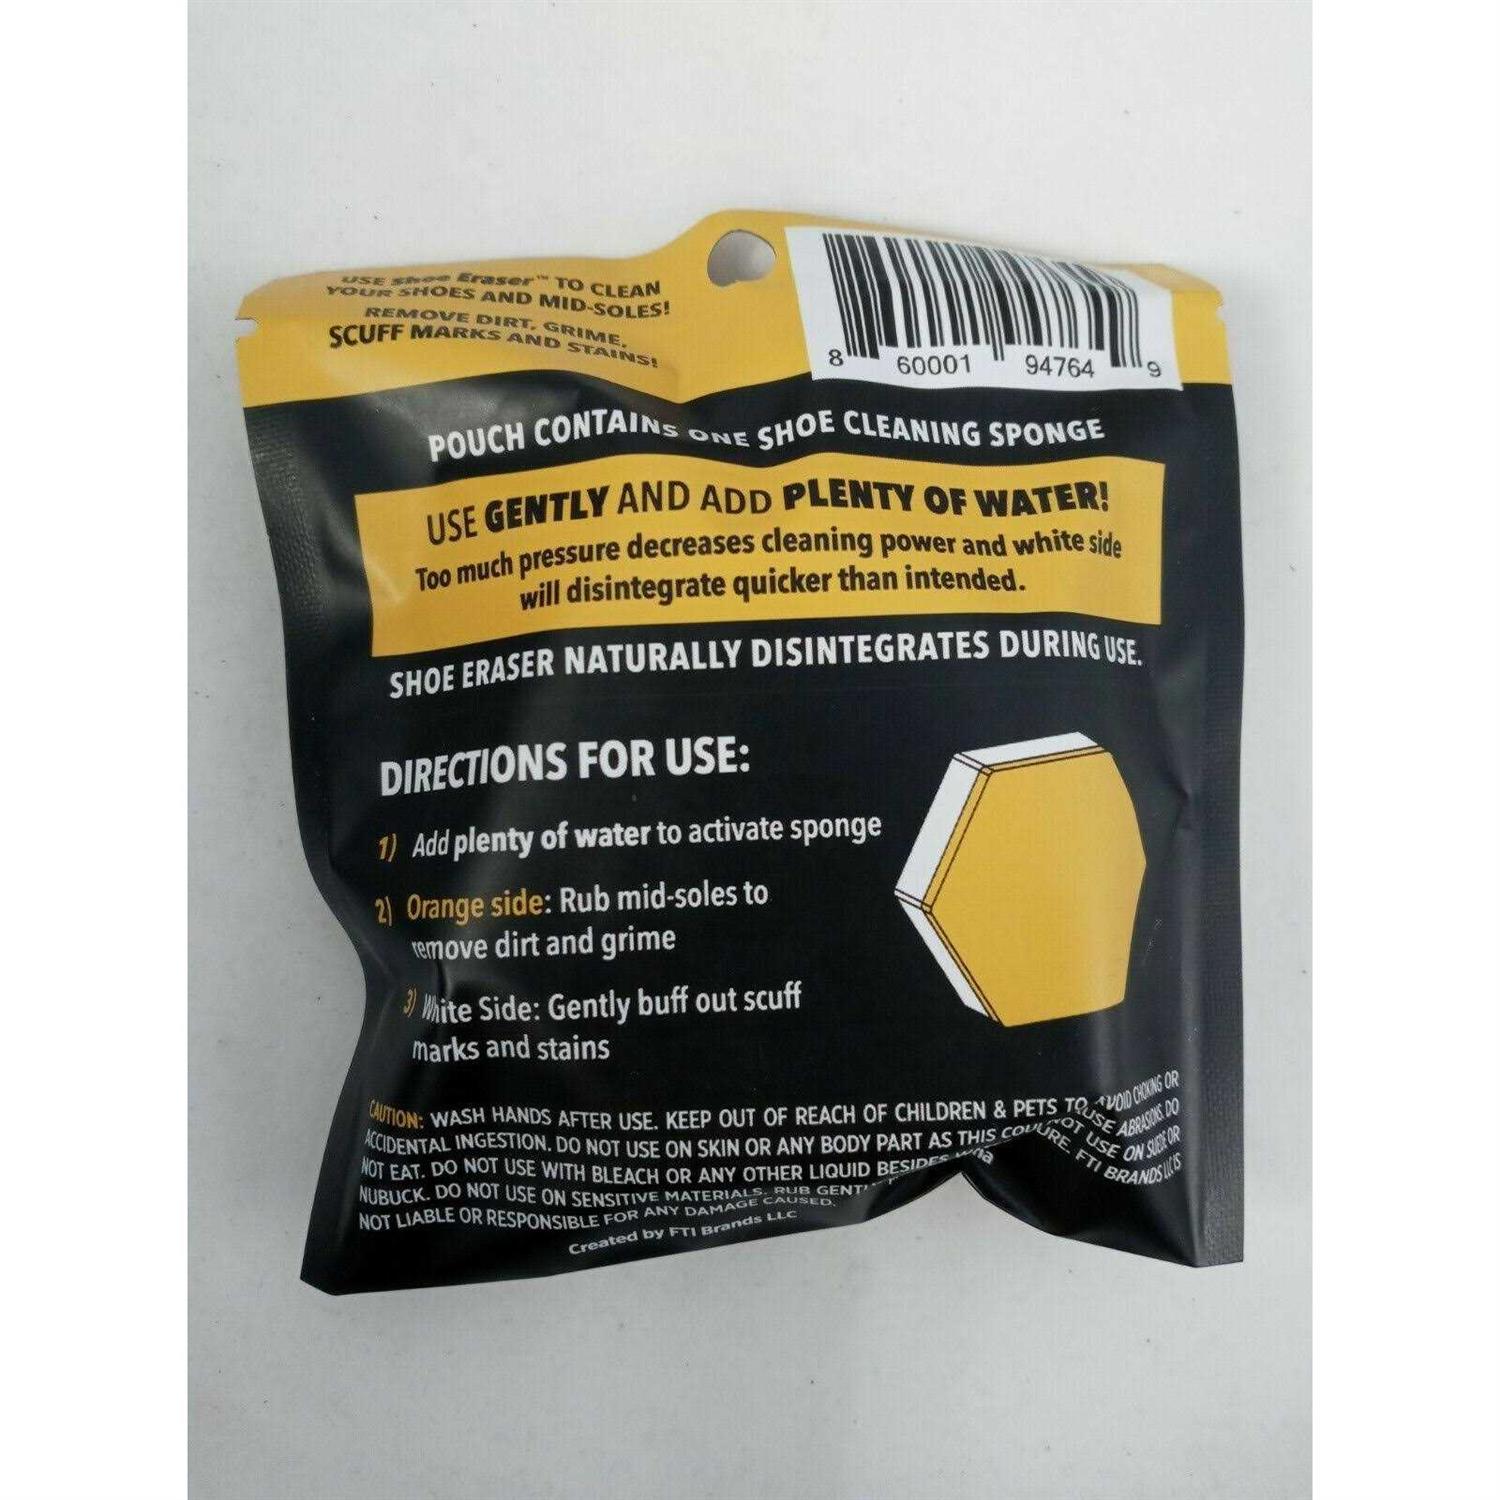 USE Shoe Eraser™ TO CLEAN
YOUR SHOES AND MID-SOLES!
REMOVE DIRT, GRIME,
SCUFF MARKS AND STAINS!
8 60001 94764 9
POUCH CONTAINS ONE SHOE CLEANING SPONGE
USE GENTLY AND ADD PLENTY OF WATER!
Too much pressure decreases cleaning power and white side
will disintegrate quicker than intended.
SHOE ERASER NATURALLY DISINTEGRATES DURING USE.
DIRECTIONS FOR USE:
1) Add plenty of water to activate sponge
2) Orange side: Rub mid-soles to
remove dirt and grime
3) White Side: Gently buff out scuff
marks and stains
CAUTION: WASH HANDS AFTER USE. KEEP OUT OF REACH OF CHILDREN & PETS TO AVOID CHOKING OR
ACCIDENTAL INGESTION. DO NOT USE ON SKIN OR ANY BODY PART AS THIS COULD CAUSE ABRASIONS. DO
NOT EAT. DO NOT USE WITH BLEACH OR ANY OTHER LIQUID BESIDES NOT USE ON SUEDE OR
NUBUCK. DO NOT USE ON SENSITIVE MATERIALS. RUB GENTLY FTI BRANDS LLC IS
NOT LIABLE OR RESPONSIBLE FOR ANY DAMAGE CAUSED.
Created by FTI Brands LLC